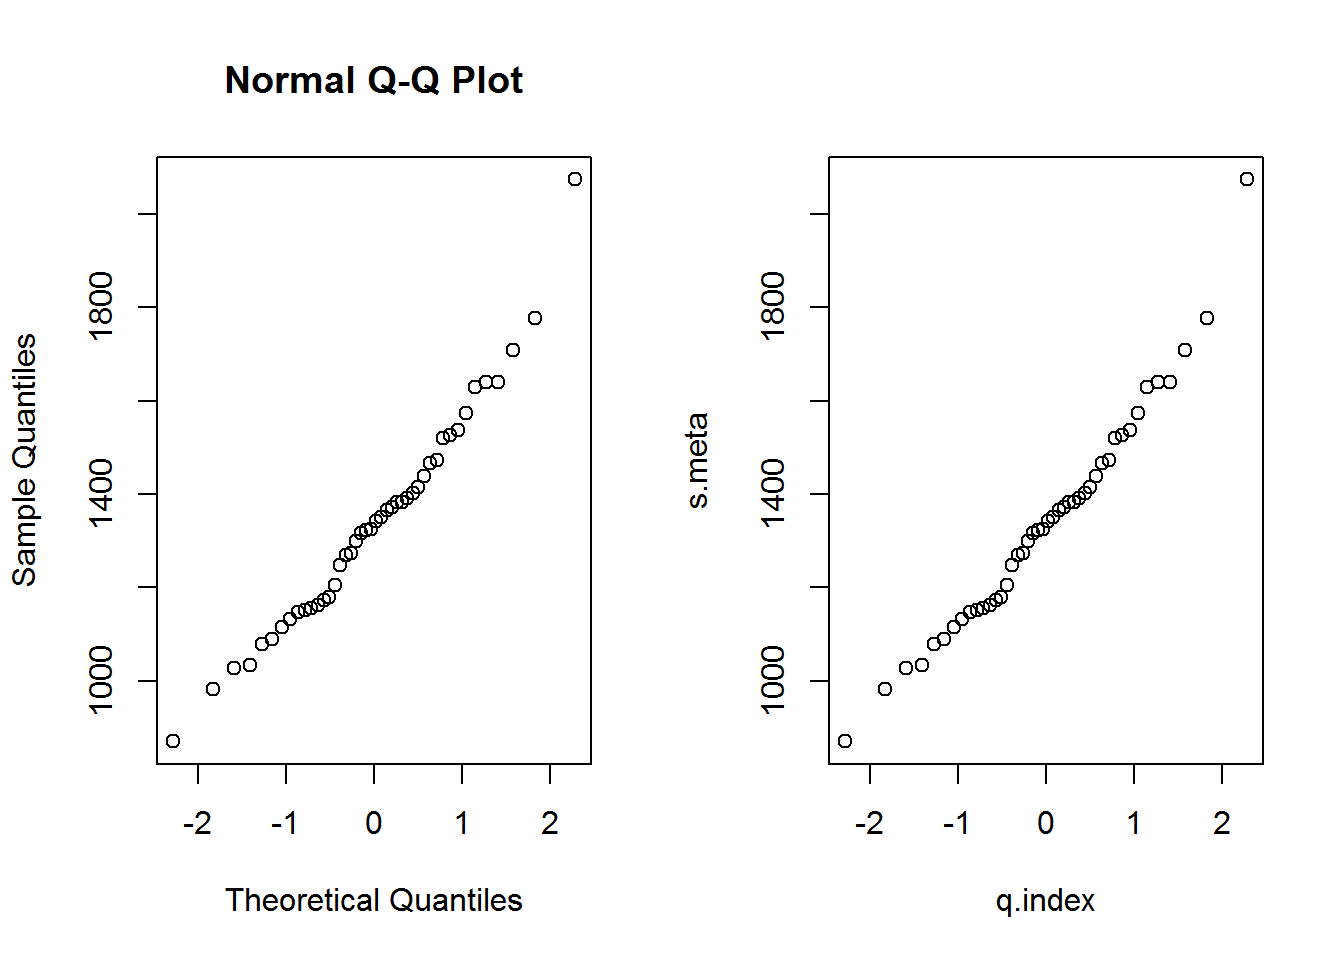 Normal Q-Q Plot
Sample Quantiles
1000 1400 1800
-2 -1 0 1 2
Theoretical Quantiles
s.meta
1000 1400 1800
-2 -1 0 1 2
q.index